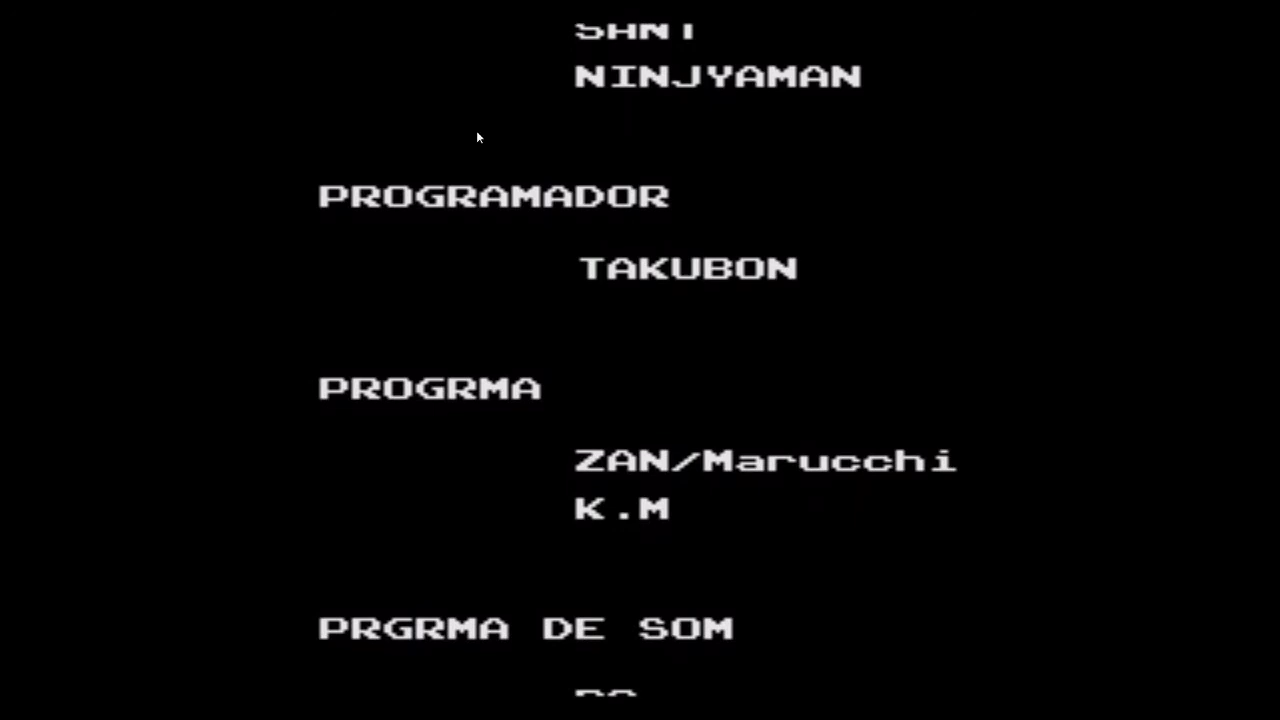 NINJYAMAN
PROGRAMADOR
TAKUBON
PROGRMA
ZAN/Marucchi
K.M
PRGRMA DE SOM